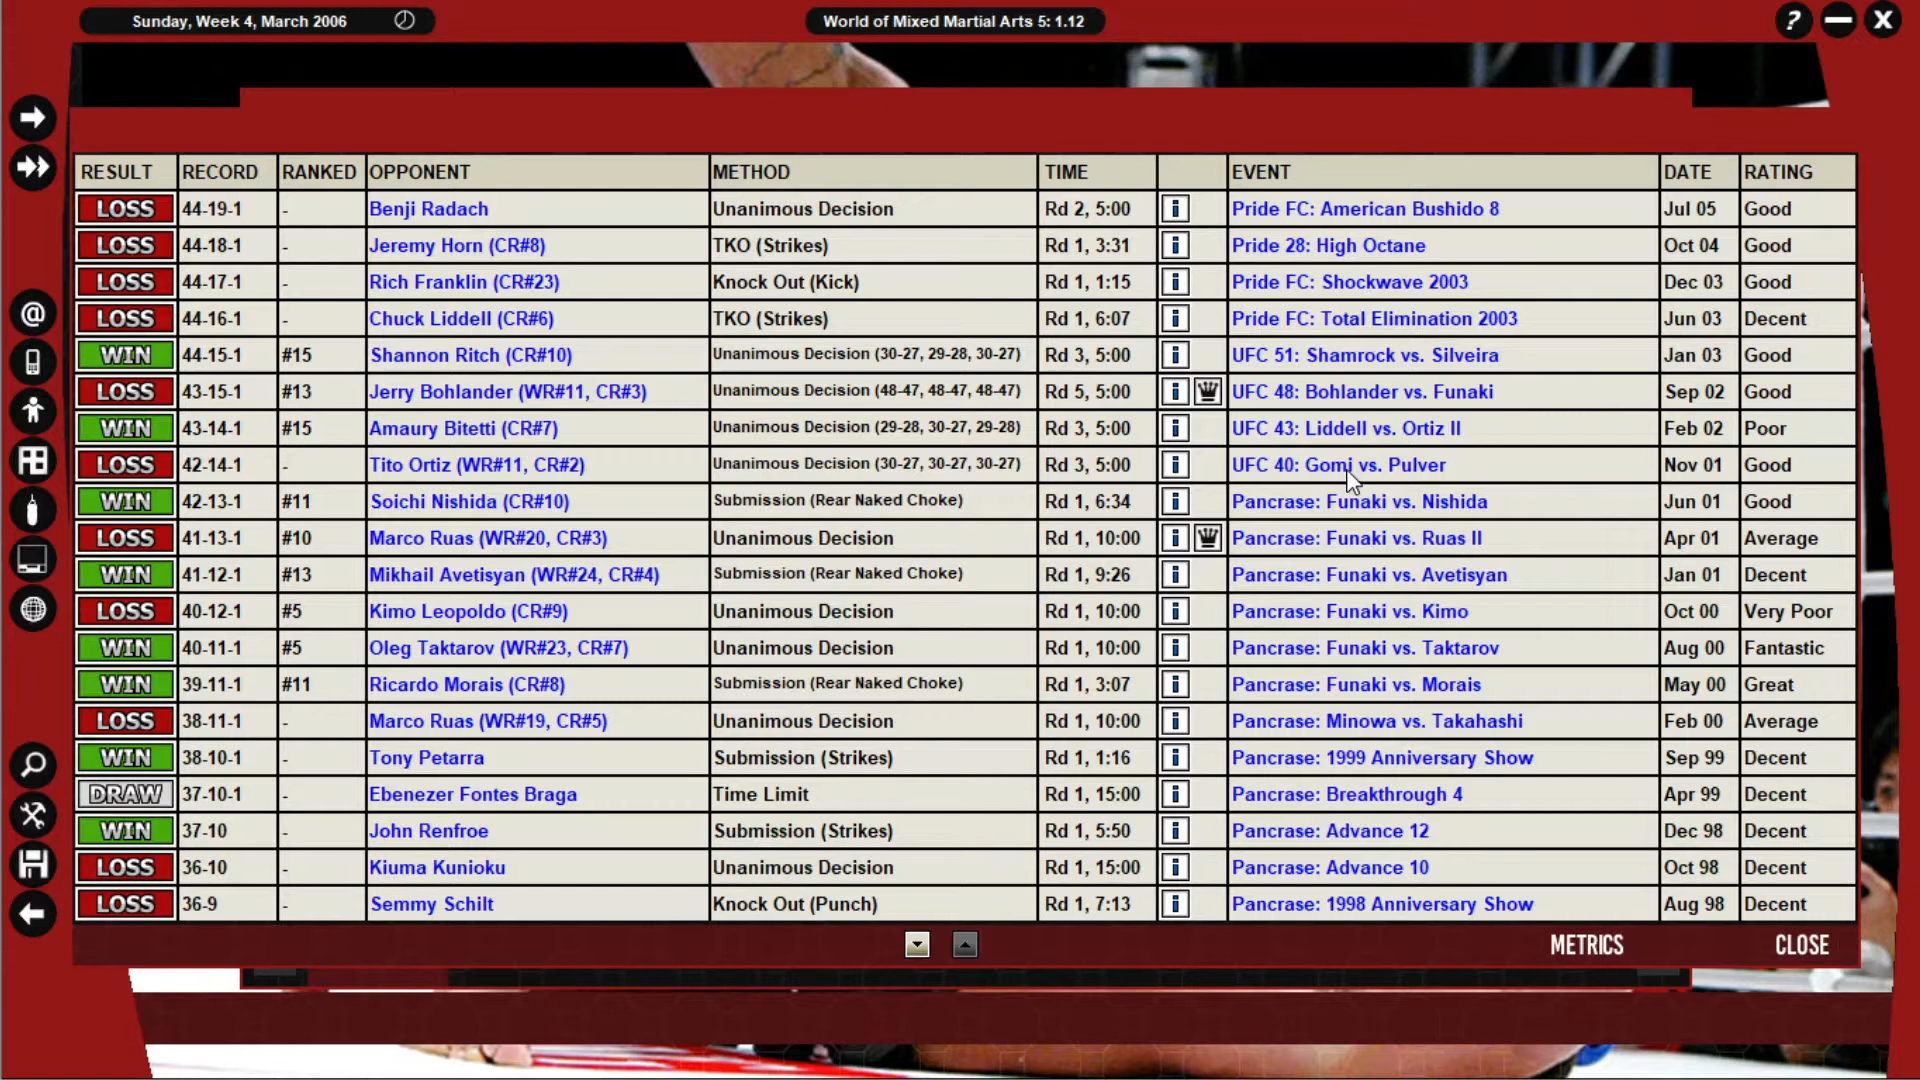 Sunday, Week 4, March 2006
World of Mixed Martial Arts 5: 1.12
RESULT RECORD RANKED OPPONENT METHOD TIME EVENT DATE RATING
LOSS 44-19-1 - Benji Radach Unanimous Decision Rd 2, 5:00 i Pride FC: American Bushido 8 Jul 05 Good
LOSS 44-18-1 - Jeremy Horn (CR#8) TKO (Strikes) Rd 1, 3:31 i Pride 28: High Octane Oct 04 Good
LOSS 44-17-1 - Rich Franklin (CR#23) Knock Out (Kick) Rd 1, 1:15 i Pride FC: Shockwave 2003 Dec 03 Good
LOSS 44-16-1 - Chuck Liddell (CR#6) TKO (Strikes) Rd 1, 6:07 i Pride FC: Total Elimination 2003 Jun 03 Decent
WIN 44-15-1 #15 Shannon Ritch (CR#10) Unanimous Decision (30-27, 29-28, 30-27) Rd 3, 5:00 i UFC 51: Shamrock vs. Silveira Jan 03 Good
LOSS 43-15-1 #13 Jerry Bohlander (WR#11, CR#3) Unanimous Decision (48-47, 48-47, 48-47) Rd 5, 5:00 i UFC 48: Bohlander vs. Funaki Sep 02 Good
WIN 43-14-1 #15 Amaury Bitetti (CR#7) Unanimous Decision (29-28, 30-27, 29-28) Rd 3, 5:00 i UFC 43: Liddell vs. Ortiz II Feb 02 Poor
LOSS 42-14-1 - Tito Ortiz (WR#11, CR#2) Unanimous Decision (30-27, 30-27, 30-27) Rd 3, 5:00 i UFC 40: Gomi vs. Pulver Nov 01 Good
WIN 42-13-1 #11 Soichi Nishida (CR#10) Submission (Rear Naked Choke) Rd 1, 6:34 i Pancrase: Funaki vs. Nishida Jun 01 Good
LOSS 41-13-1 #10 Marco Ruas (WR#20, CR#3) Unanimous Decision Rd 1, 10:00 i Pancrase: Funaki vs. Ruas II Apr 01 Average
WIN 41-12-1 #13 Mikhail Avetisyan (WR#24, CR#4) Submission (Rear Naked Choke) Rd 1, 9:26 i Pancrase: Funaki vs. Avetisyan Jan 01 Decent
LOSS 40-12-1 #5 Kimo Leopoldo (CR#9) Unanimous Decision Rd 1, 10:00 i Pancrase: Funaki vs. Kimo Oct 00 Very Poor
WIN 40-11-1 #5 Oleg Taktarov (WR#23, CR#7) Unanimous Decision Rd 1, 10:00 i Pancrase: Funaki vs. Taktarov Aug 00 Fantastic
WIN 39-11-1 #11 Ricardo Morais (CR#8) Submission (Rear Naked Choke) Rd 1, 3:07 i Pancrase: Funaki vs. Morais May 00 Great
LOSS 38-11-1 - Marco Ruas (WR#19, CR#5) Unanimous Decision Rd 1, 10:00 i Pancrase: Minowa vs. Takahashi Feb 00 Average
WIN 38-10-1 - Tony Petarra Submission (Strikes) Rd 1, 1:16 i Pancrase: 1999 Anniversary Show Sep 99 Decent
DRAW 37-10-1 - Ebenezer Fontes Braga Time Limit Rd 1, 15:00 i Pancrase: Breakthrough 4 Apr 99 Decent
WIN 37-10 - John Renfroe Submission (Strikes) Rd 1, 5:50 i Pancrase: Advance 12 Dec 98 Decent
LOSS 36-10 - Kiuma Kunioku Unanimous Decision Rd 1, 15:00 i Pancrase: Advance 10 Oct 98 Decent
LOSS 36-9 - Semmy Schilt Knock Out (Punch) Rd 1, 7:13 i Pancrase: 1998 Anniversary Show Aug 98 Decent
METRICS CLOSE